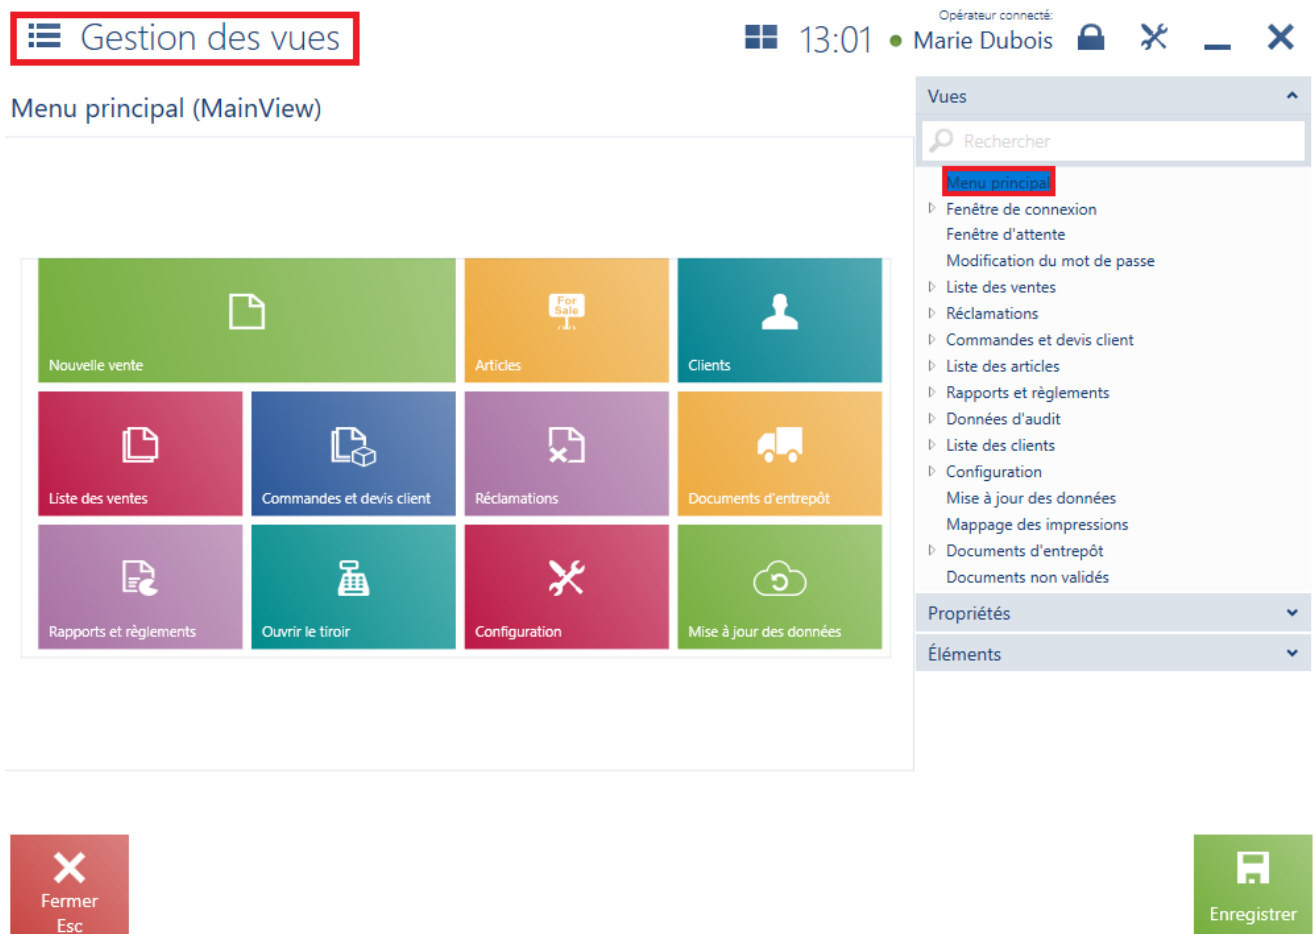 Gestion des vues
13:01
Opérateur connecté:
Marie Dubois
Menu principal (MainView)
Nouvelle vente
For
Sale
Articles
Clients
Liste des ventes
Commandes et devis client
Réclamations
Documents d'entrepôt
Rapports et règlements
Ouvrir le tiroir
Configuration
Mise à jour des données
Vues
Rechercher
Menu principal
Fenêtre de connexion
Fenêtre d'attente
Modification du mot de passe
Liste des ventes
Réclamations
Commandes et devis client
Liste des articles
Rapports et règlements
Données d'audit
Liste des clients
Configuration
Mise à jour des données
Mappage des impressions
Documents d'entrepôt
Documents non validés
Propriétés
Éléments
Fermer
Esc
Enregistrer